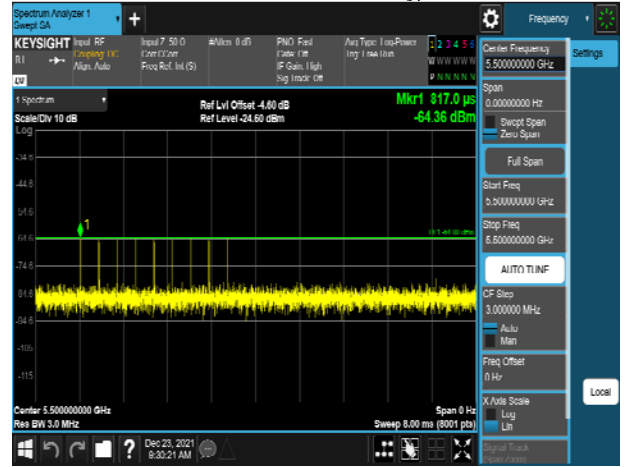 Spectrum Analyzer 1
Swept SA
+
Frequency
KEYSIGHT
Input: RF
Coupling: DC
Align: Auto
Input Z: 50 Ω
Corr CCorr
Freq Ref: Int (S)
#Atten: 0 dB
PNO: Fast
Gate: Off
IF Gain: High
Sig Track: Off
Avg Type: Log-Power
Trig: Free Run
1 2 3 4 5 6
W W W W W W
P N N N N N
1 Spectrum
Scale/Div 10 dB
Log
Ref Lvl Offset -4.60 dB
Ref Level -24.60 dBm
Mkr1 817.0 µs
-64.36 dBm
-34.6
-44.6
-54.6
-64.6
-74.6
-84.6
-94.6
-105
-115
1
Center 5.500000000 GHz
Res BW 3.0 MHz
Span 0 Hz
Sweep 8.00 ms (8001 pts)
Dec 23, 2021
9:30:21 AM
Center Frequency
5.500000000 GHz
Settings
Span
0.00000000 Hz
Swept Span
Zero Span
Full Span
Start Freq
5.500000000 GHz
Stop Freq
5.500000000 GHz
AUTO TUNE
CF Step
3.000000 MHz
Auto
Man
Freq Offset
0 Hz
X Axis Scale
Log
Lin
Local
Signal Track
(Span Zoom)